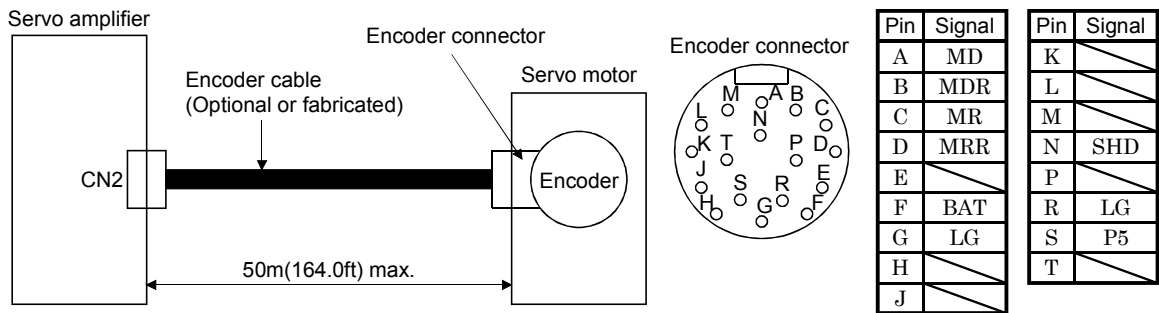 Servo amplifier
Encoder cable
(Optional or fabricated)
CN2
Encoder connector
Servo motor
Encoder
50m(164.0ft) max.
Encoder connector
M A B
L N C
K T P D
J S R E
H G F
Pin Signal
A MD
B MDR
C MR
D MRR
E
F BAT
G LG
H
J
Pin Signal
K
L
M
N SHD
P
R LG
S P5
T